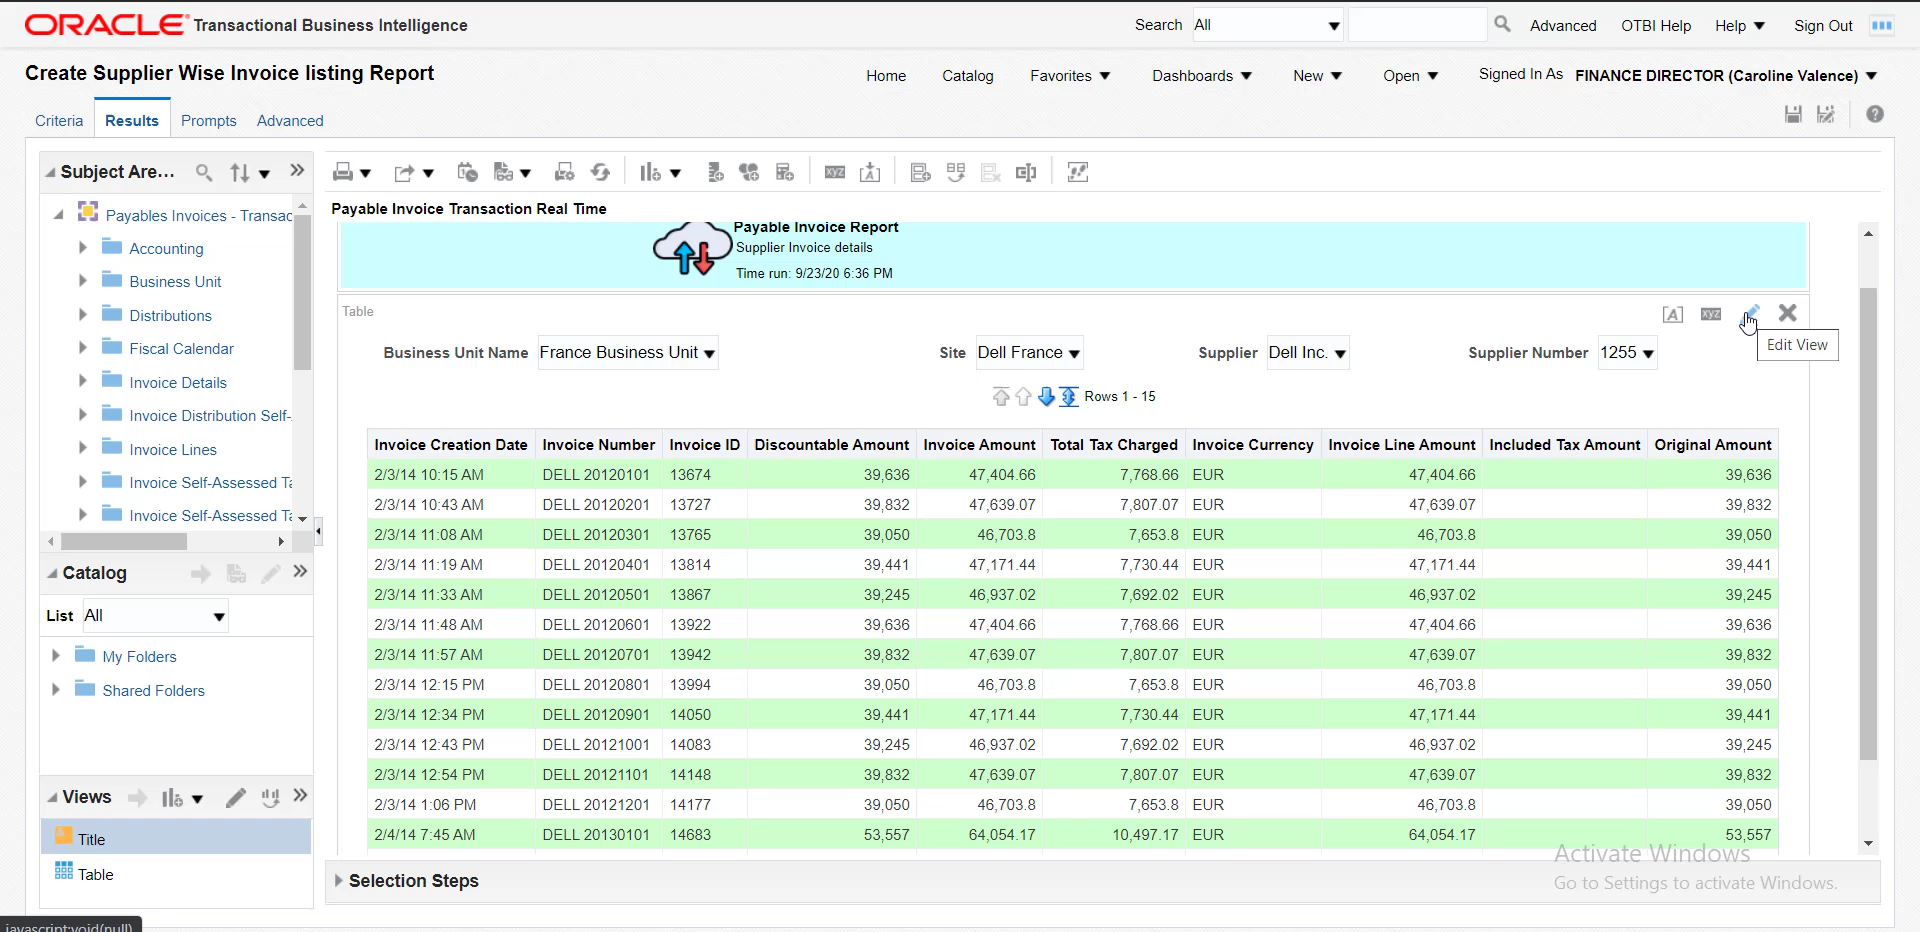 ORACLE Transactional Business Intelligence
Search All Advanced OTBI Help Help Sign Out
Create Supplier Wise Invoice listing Report
Home Catalog Favorites Dashboards New Open Signed In As FINANCE DIRECTOR (Caroline Valence)
Criteria Results Prompts Advanced
Subject Are...
Payables Invoices - Transac
Accounting
Business Unit
Distributions
Fiscal Calendar
Invoice Details
Invoice Distribution Self-
Invoice Lines
Invoice Self-Assessed Ta
Invoice Self-Assessed Ta
Catalog
List All
My Folders
Shared Folders
Views
Title
Table
javascript:void(null)
Payable Invoice Transaction Real Time
Payable Invoice Report
Supplier Invoice details
Time run: 9/23/20 6:36 PM
Table
[A] xyz
Edit View
Business Unit Name France Business Unit Site Dell France Supplier Dell Inc. Supplier Number 1255
Rows 1 - 15
Invoice Creation Date Invoice Number Invoice ID Discountable Amount Invoice Amount Total Tax Charged Invoice Currency Invoice Line Amount Included Tax Amount Original Amount
2/3/14 10:15 AM DELL 20120101 13674 39,636 47,404.66 7,768.66 EUR 47,404.66 39,636
2/3/14 10:43 AM DELL 20120201 13727 39,832 47,639.07 7,807.07 EUR 47,639.07 39,832
2/3/14 11:08 AM DELL 20120301 13765 39,050 46,703.8 7,653.8 EUR 46,703.8 39,050
2/3/14 11:19 AM DELL 20120401 13814 39,441 47,171.44 7,730.44 EUR 47,171.44 39,441
2/3/14 11:33 AM DELL 20120501 13867 39,245 46,937.02 7,692.02 EUR 46,937.02 39,245
2/3/14 11:48 AM DELL 20120601 13922 39,636 47,404.66 7,768.66 EUR 47,404.66 39,636
2/3/14 11:57 AM DELL 20120701 13942 39,832 47,639.07 7,807.07 EUR 47,639.07 39,832
2/3/14 12:15 PM DELL 20120801 13994 39,050 46,703.8 7,653.8 EUR 46,703.8 39,050
2/3/14 12:34 PM DELL 20120901 14050 39,441 47,171.44 7,730.44 EUR 47,171.44 39,441
2/3/14 12:43 PM DELL 20121001 14083 39,245 46,937.02 7,692.02 EUR 46,937.02 39,245
2/3/14 12:54 PM DELL 20121101 14148 39,832 47,639.07 7,807.07 EUR 47,639.07 39,832
2/3/14 1:06 PM DELL 20121201 14177 39,050 46,703.8 7,653.8 EUR 46,703.8 39,050
2/4/14 7:45 AM DELL 20130101 14683 53,557 64,054.17 10,497.17 EUR 64,054.17 53,557
Selection Steps
Activate Windows
Go to Settings to activate Windows.